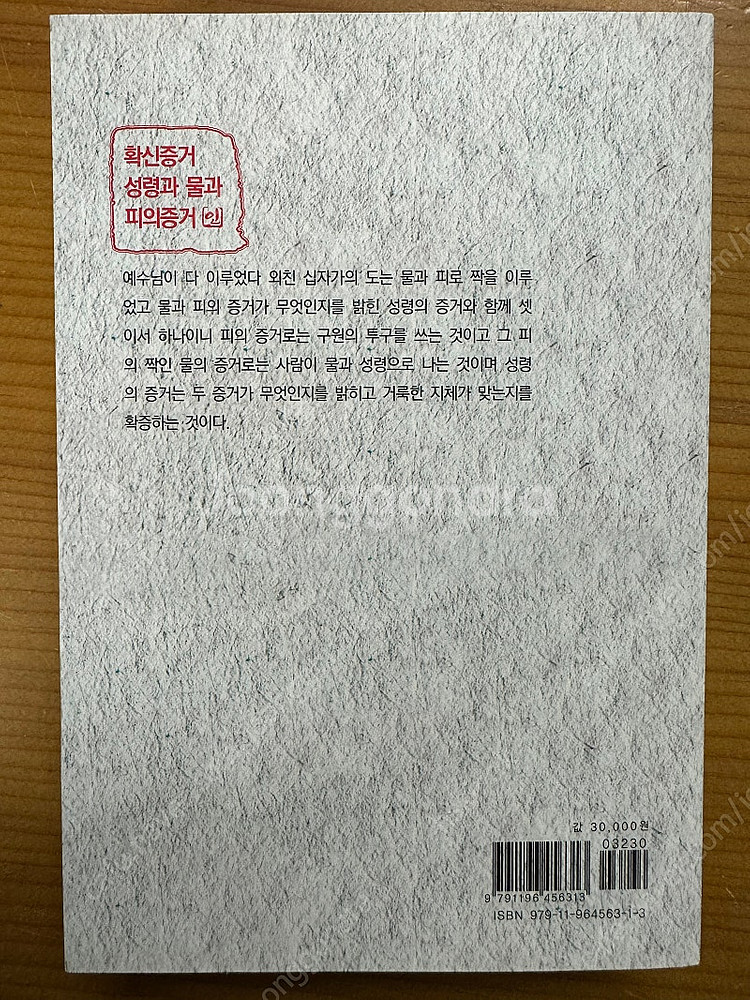 확신증거
성령과 물과
피의증거 인
예수님이 다 이루었다 외친 십자가의 도는 물과 피로 짝을 이루
었고 물과 피의 증거가 무엇인지를 밝힌 성령의 증거와 함께 셋
이서 하나이니 피의 증거로는 구원의 투구를 쓰는 것이고 그 피
의 짝인 물의 증거로는 사람이 물과 성령으로 나는 것이며 성령
의 증거는 두 증거가 무엇인지를 밝히고 거룩한 지체가 맞는지를
확증하는 것이다.
joonggonara
값 30,000원
03230
9 791196 456313
ISBN 979-11-964563-1-3